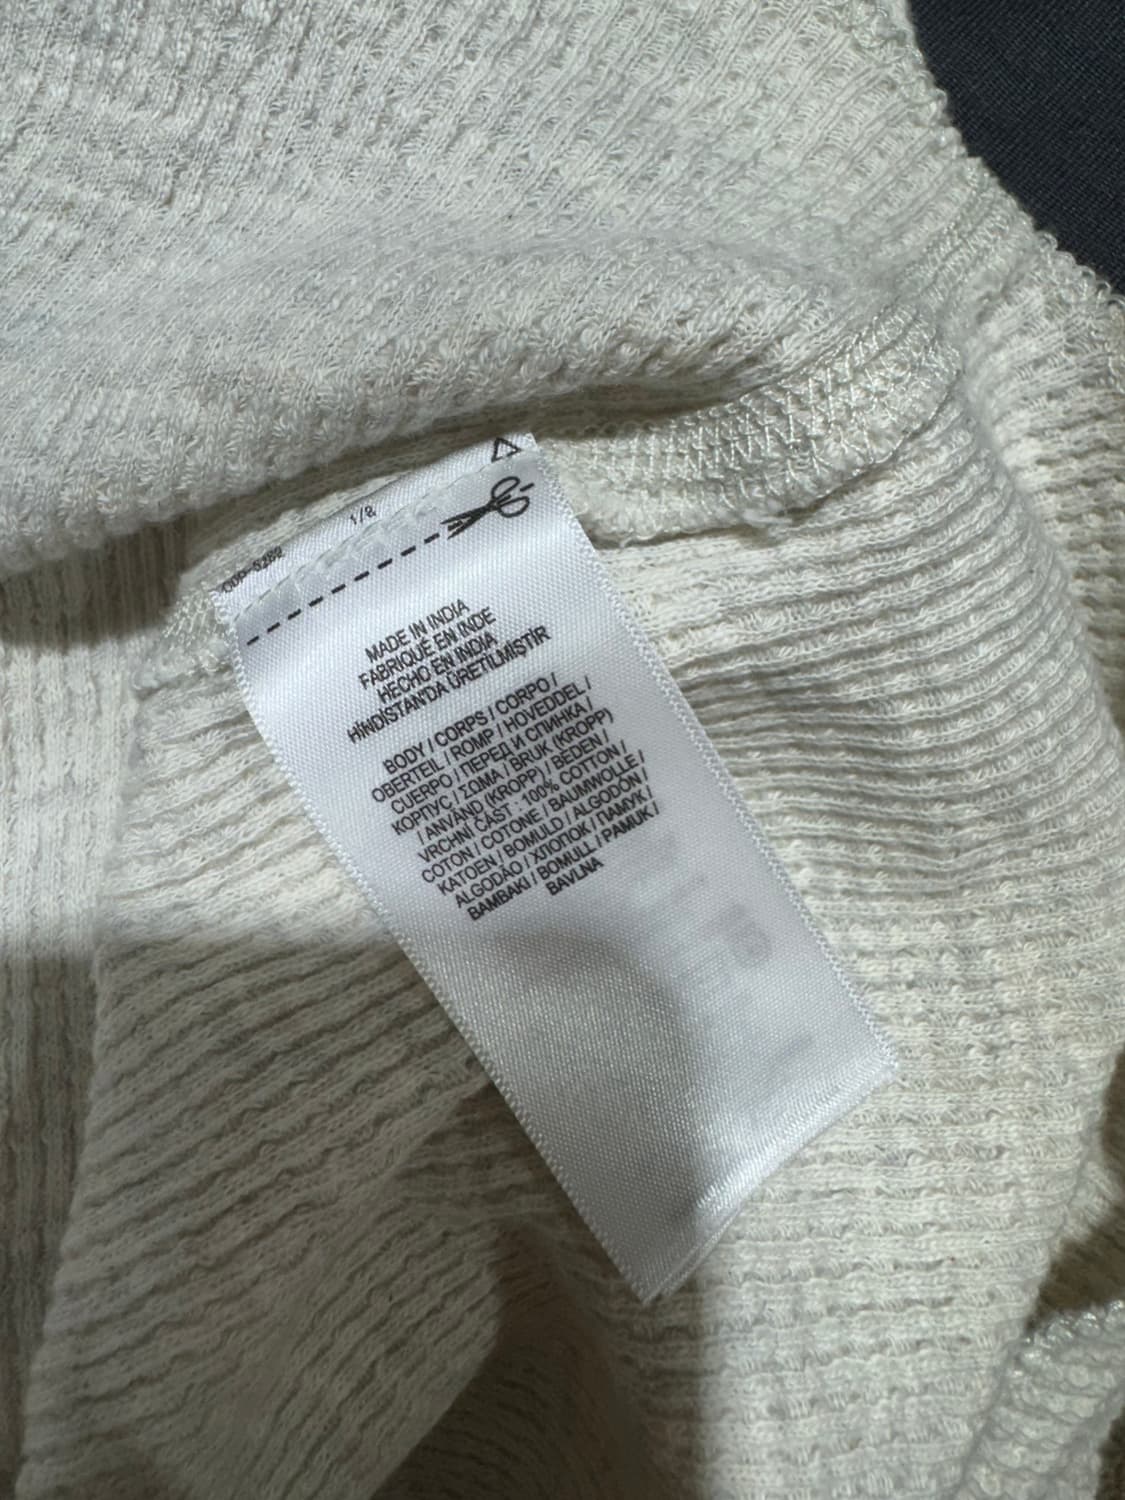 1/8
MADE IN INDIA
FABRIQUÉ EN INDE
HECHO EN INDIA
HİNDİSTAN'DA ÜRETİLMİŞTİR
BODY / CORPS / CORPO /
OBERTEIL / ROMP / HOVEDDEL /
CUERPO / ПЕРЕД И СПИНКА /
КОРПУС / ΣΩΜΑ / BRUK (KROPP)
/ ANVÄND (KROPP) / BEDEN /
VRCHNÍ ČÁST : 100% COTTON /
COTON / COTONE / BAUMWOLLE /
KATOEN / BOMULD / ALGODÓN /
ALGODÃO / ХЛОПОК / ПАМУК /
BAMBAKI / BOMULL / PAMUK /
BAVLNA